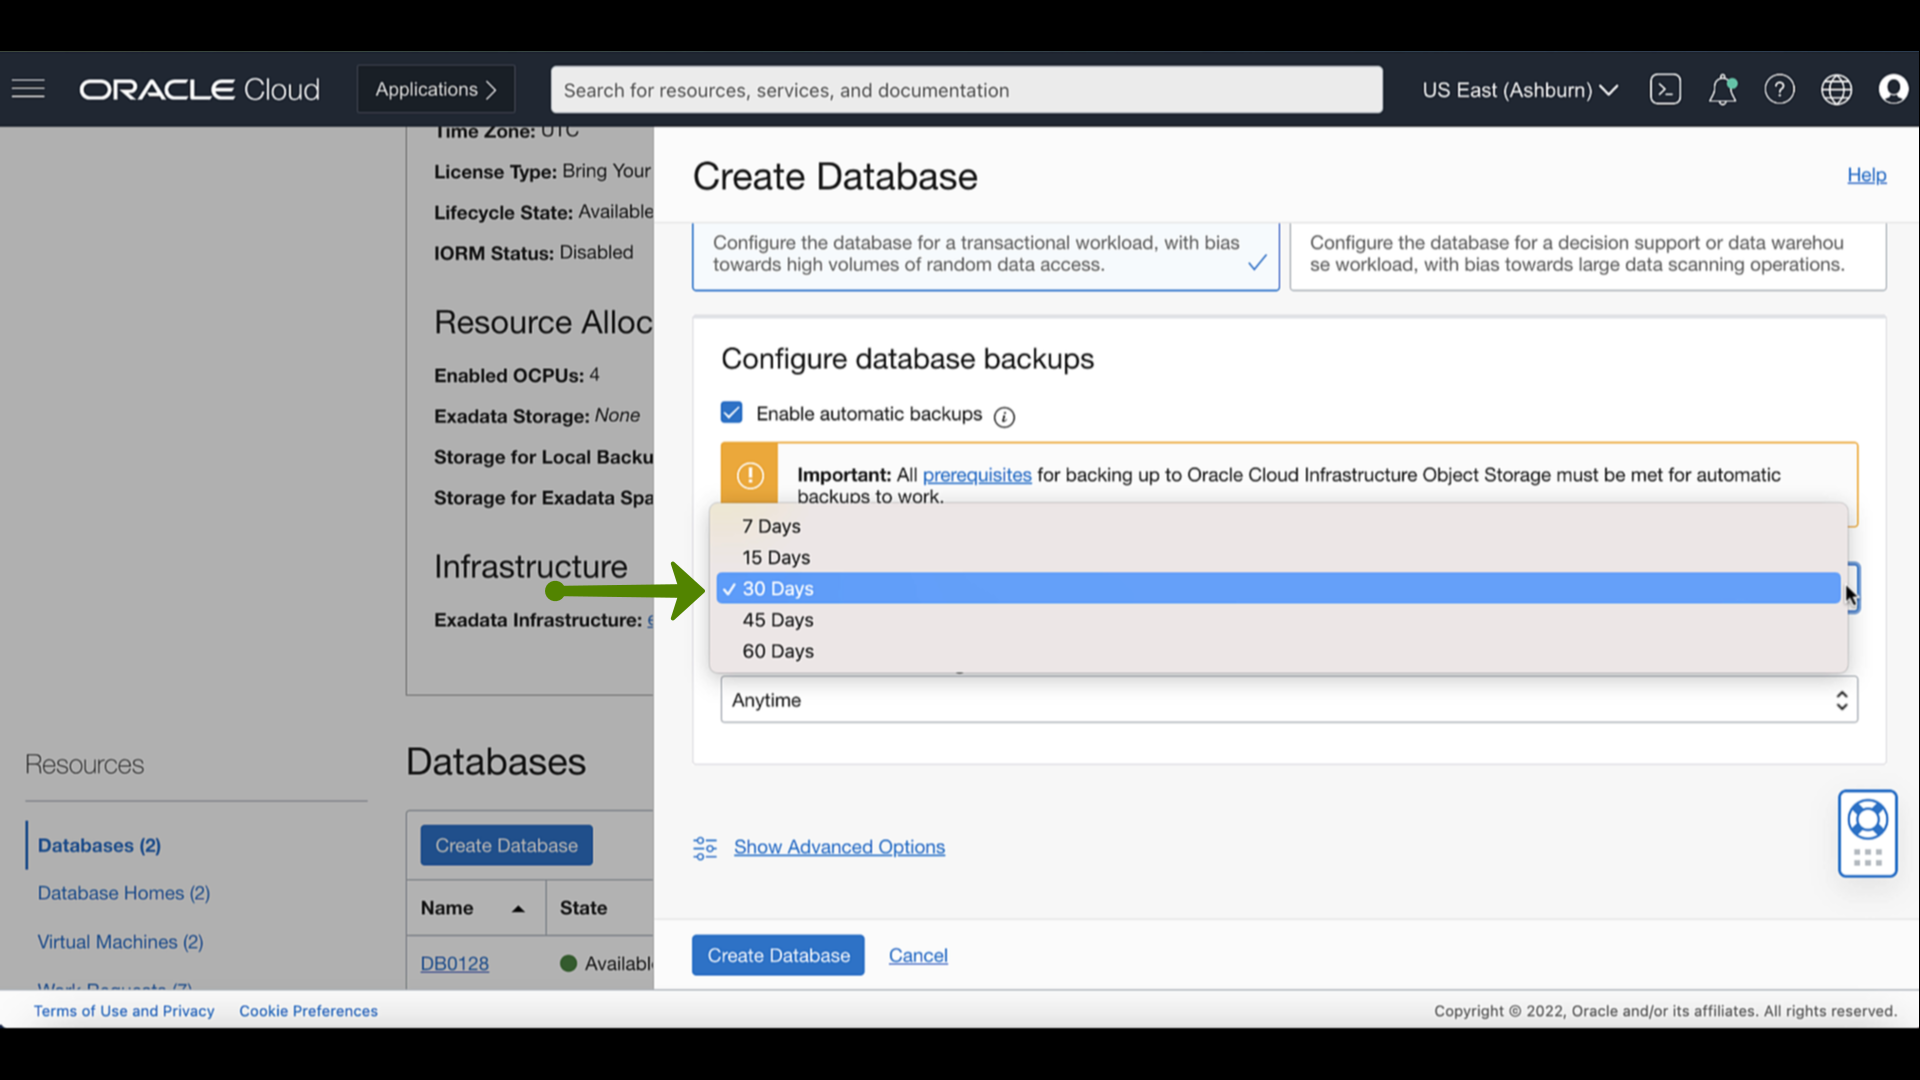 ORACLE Cloud
Applications
Search for resources, services, and documentation
US East (Ashburn)
Time Zone: UTC
License Type: Bring Your
Lifecycle State: Available
IORM Status: Disabled
Resource Alloc
Enabled OCPUs: 4
Exadata Storage: None
Storage for Local Backu
Storage for Exadata Spa
Infrastructure
Exadata Infrastructure: e
Resources
Databases (2)
Database Homes (2)
Virtual Machines (2)
Work Requests (7)
Databases
Create Database
Name
State
DB0128
Availabl
Create Database
Help
Configure the database for a transactional workload, with bias
towards high volumes of random data access.
Configure the database for a decision support or data warehou
se workload, with bias towards large data scanning operations.
Configure database backups
Enable automatic backups
Important: All prerequisites for backing up to Oracle Cloud Infrastructure Object Storage must be met for automatic
backups to work.
7 Days
15 Days
30 Days
45 Days
60 Days
Anytime
Show Advanced Options
Create Database
Cancel
Terms of Use and Privacy
Cookie Preferences
Copyright © 2022, Oracle and/or its affiliates. All rights reserved.